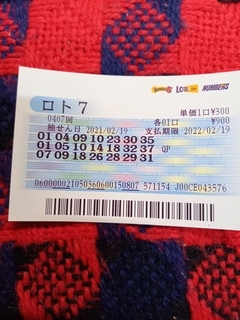 LOTO NUMBERS
ロト7 単価1口¥300
0407回 各01口 ¥900
抽せん日 2021/02/19 支払期限 2022/02/19
01 04 09 10 23 30 35
01 05 10 14 18 32 37 QP
07 09 18 26 28 29 31
060000021050360060015080​7 571154 J00CE043576